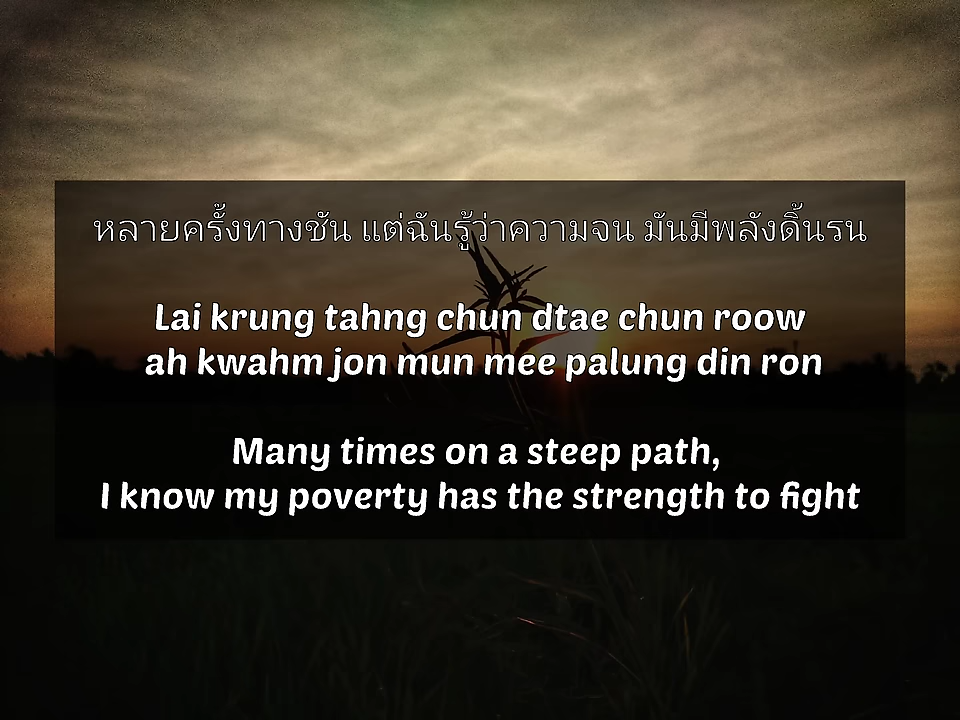 หลายครั้งทางชัน แต่ฉันรู้ว่าความจน มันมีพลังดิ้นรน
Lai krung tahng chun dtae chun roow
ah kwahm jon mun mee palung din ron
Many times on a steep path,
I know my poverty has the strength to fight